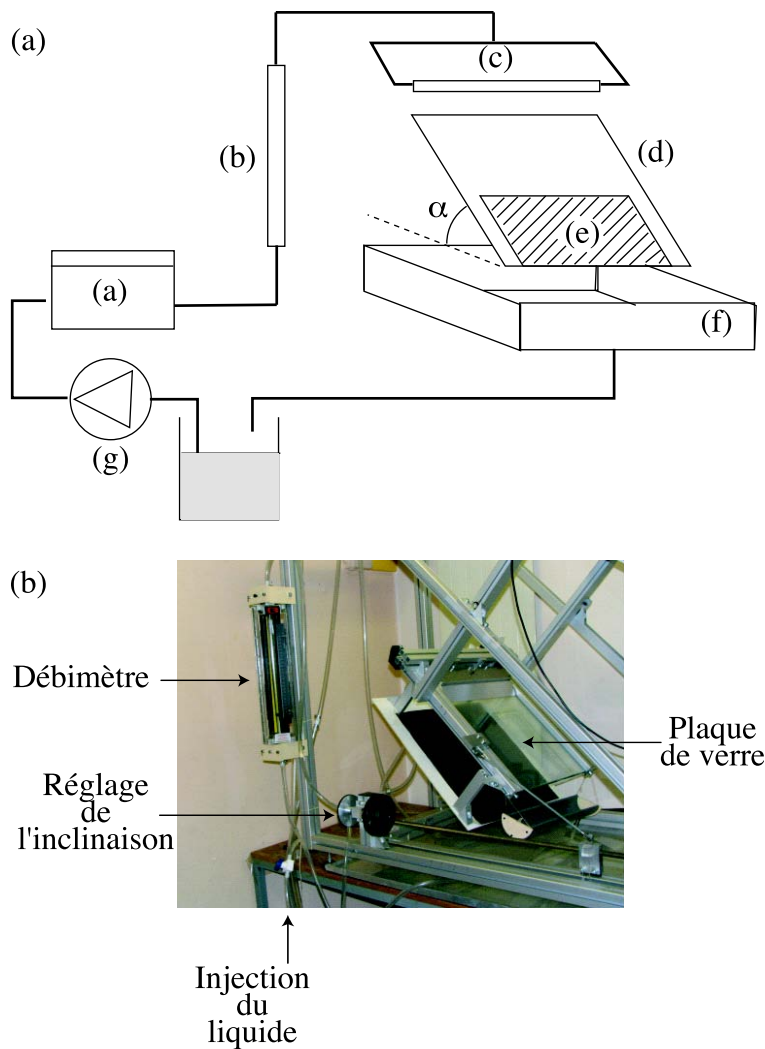 (a)
(c)
(b)
(d)
α
(e)
(a)
(f)
(g)
(b)
Débimètre
Plaque
de verre
Réglage
de
l'inclinaison
Injection
du
liquide